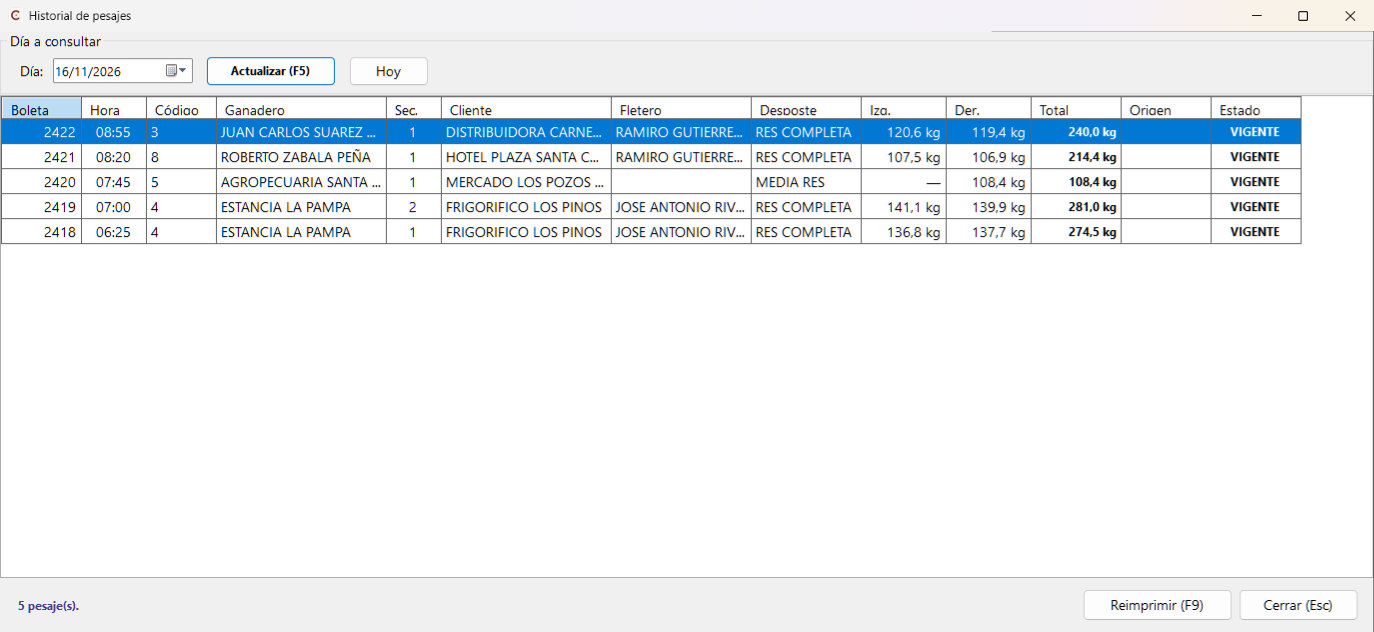 Historial de pesajes
Día a consultar
Día: 16/11/2026 Actualizar (F5) Hoy
Boleta Hora Código Ganadero Sec. Cliente Fletero Desposte Izq. Der. Total Origen Estado
2422 08:55 3 JUAN CARLOS SUAREZ ... 1 DISTRIBUIDORA CARNE... RAMIRO GUTIERRE... RES COMPLETA 120,6 kg 119,4 kg 240,0 kg VIGENTE
2421 08:20 8 ROBERTO ZABALA PEÑA 1 HOTEL PLAZA SANTA C... RAMIRO GUTIERRE... RES COMPLETA 107,5 kg 106,9 kg 214,4 kg VIGENTE
2420 07:45 5 AGROPECUARIA SANTA ... 1 MERCADO LOS POZOS ... MEDIA RES — 108,4 kg 108,4 kg VIGENTE
2419 07:00 4 ESTANCIA LA PAMPA 2 FRIGORIFICO LOS PINOS JOSE ANTONIO RIV... RES COMPLETA 141,1 kg 139,9 kg 281,0 kg VIGENTE
2418 06:25 4 ESTANCIA LA PAMPA 1 FRIGORIFICO LOS PINOS JOSE ANTONIO RIV... RES COMPLETA 136,8 kg 137,7 kg 274,5 kg VIGENTE
5 pesaje(s). Reimprimir (F9) Cerrar (Esc)